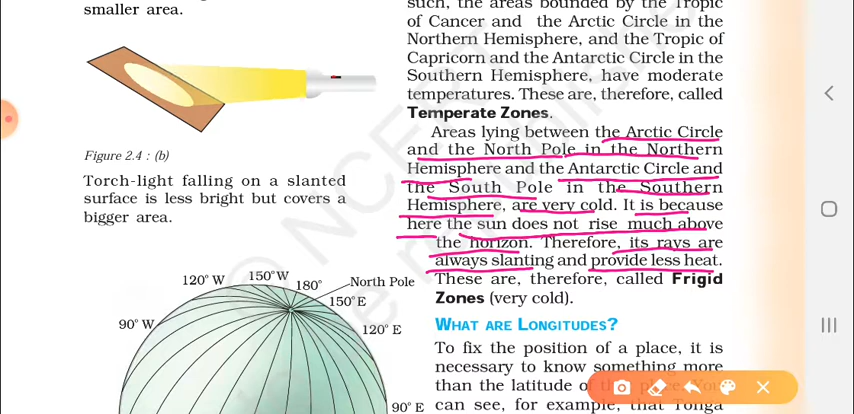 smaller area.
Figure 2.4 : (b)
Torch-light falling on a slanted
surface is less bright but covers a
bigger area.
120° W
150° W
180°
North Pole
150° E
90° W
120° E
90° E
such, the areas bounded by the Tropic
of Cancer and the Arctic Circle in the
Northern Hemisphere, and the Tropic of
Capricorn and the Antarctic Circle in the
Southern Hemisphere, have moderate
temperatures. These are, therefore, called
Temperate Zones.
Areas lying between the Arctic Circle
and the North Pole in the Northern
Hemisphere and the Antarctic Circle and
the South Pole in the Southern
Hemisphere, are very cold. It is because
here the sun does not rise much above
the horizon. Therefore, its rays are
always slanting and provide less heat.
These are, therefore, called Frigid
Zones (very cold).
WHAT ARE LONGITUDES?
To fix the position of a place, it is
necessary to know something more
than the latitude of
can see, for example, that Tonga
© NCERT